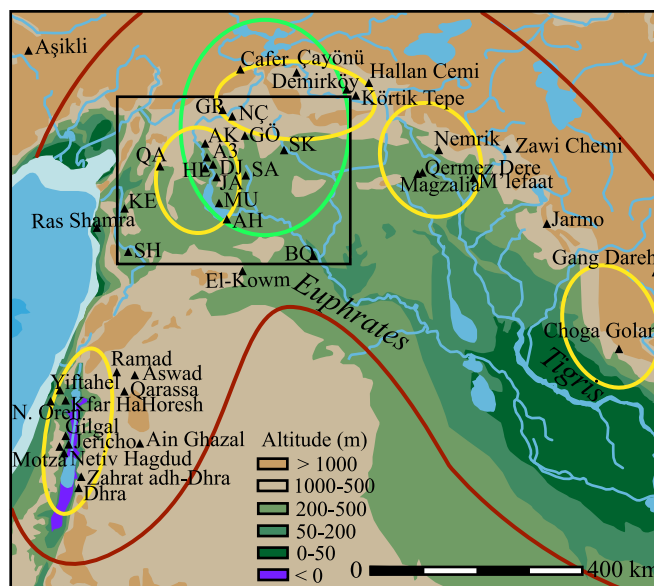 Aşikli
Cafer
Çayönü
Demirköy
Hallan Cemi
Körtik Tepe
GR
NÇ
AK
GÖ
A3
SK
QA
HE
DJ
SA
JA
MU
KE
AH
Ras Shamra
SH
BQ
El-Kowm
Nemrik
Zawi Chemi
Qermez Dere
Magzalia
M'lefaat
Jarmo
Gang Dareh
Euphrates
Choga Golan
Tigris
Ramad
Aswad
Yiftahel
Qarassa
N. Oren
Kfar HaHoresh
Gilgal
Jericho
Ain Ghazal
Motza
Netiv Hagdud
Zahrat adh-Dhra
Dhra
Altitude (m)
> 1000
1000-500
200-500
50-200
0-50
< 0
0
400 km